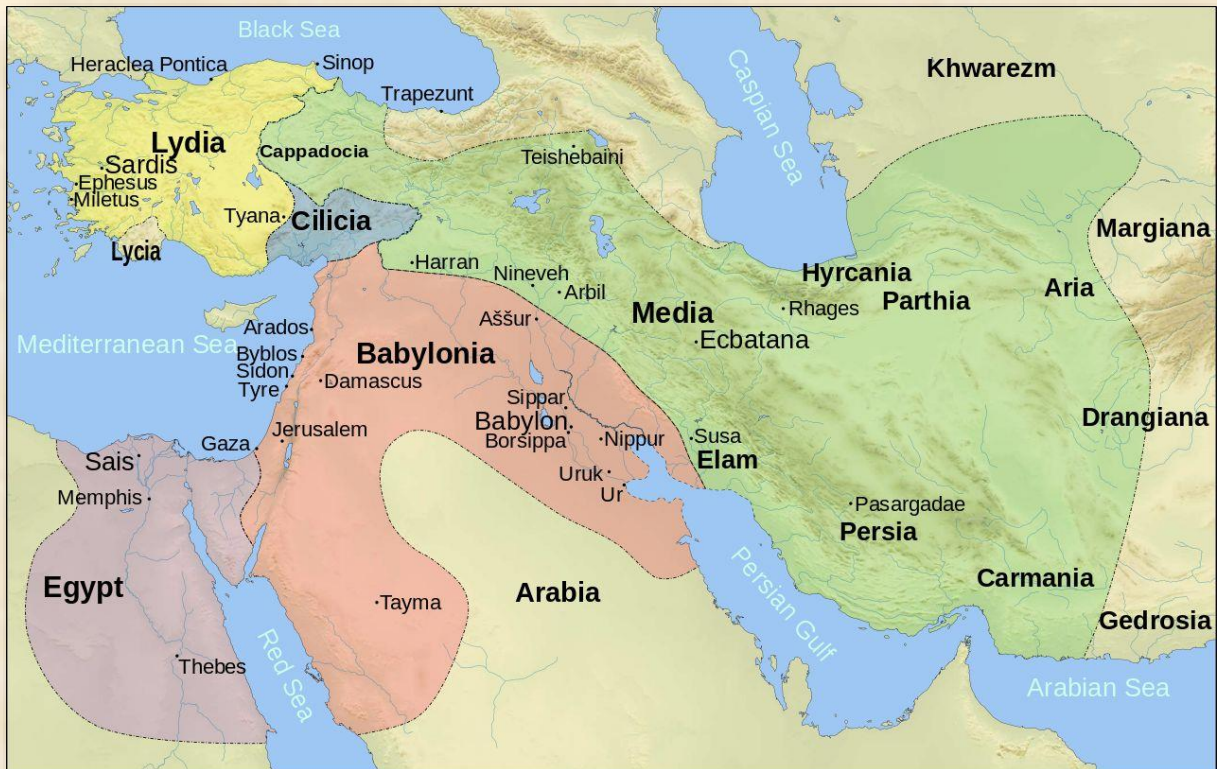 Black Sea
Heraclea Pontica
Sinop
Trapezunt
Caspian Sea
Khwarezm
Lydia
Sardis
Ephesus
Miletus
Cappadocia
Teishebaini
Tyana
Cilicia
Lycia
Margiana
Harran
Nineveh
Arbil
Hyrcania
Parthia
Aria
Media
Rhages
Ecbatana
Aššur
Arados
Mediterranean Sea
Byblos
Sidon
Tyre
Babylonia
Damascus
Sippar
Babylon
Borsippa
Nippur
Drangiana
Susa
Elam
Gaza
Jerusalem
Sais
Memphis
Uruk
Ur
Pasargadae
Persia
Egypt
Arabia
Tayma
Persian Gulf
Carmania
Gedrosia
Thebes
Red Sea
Arabian Sea